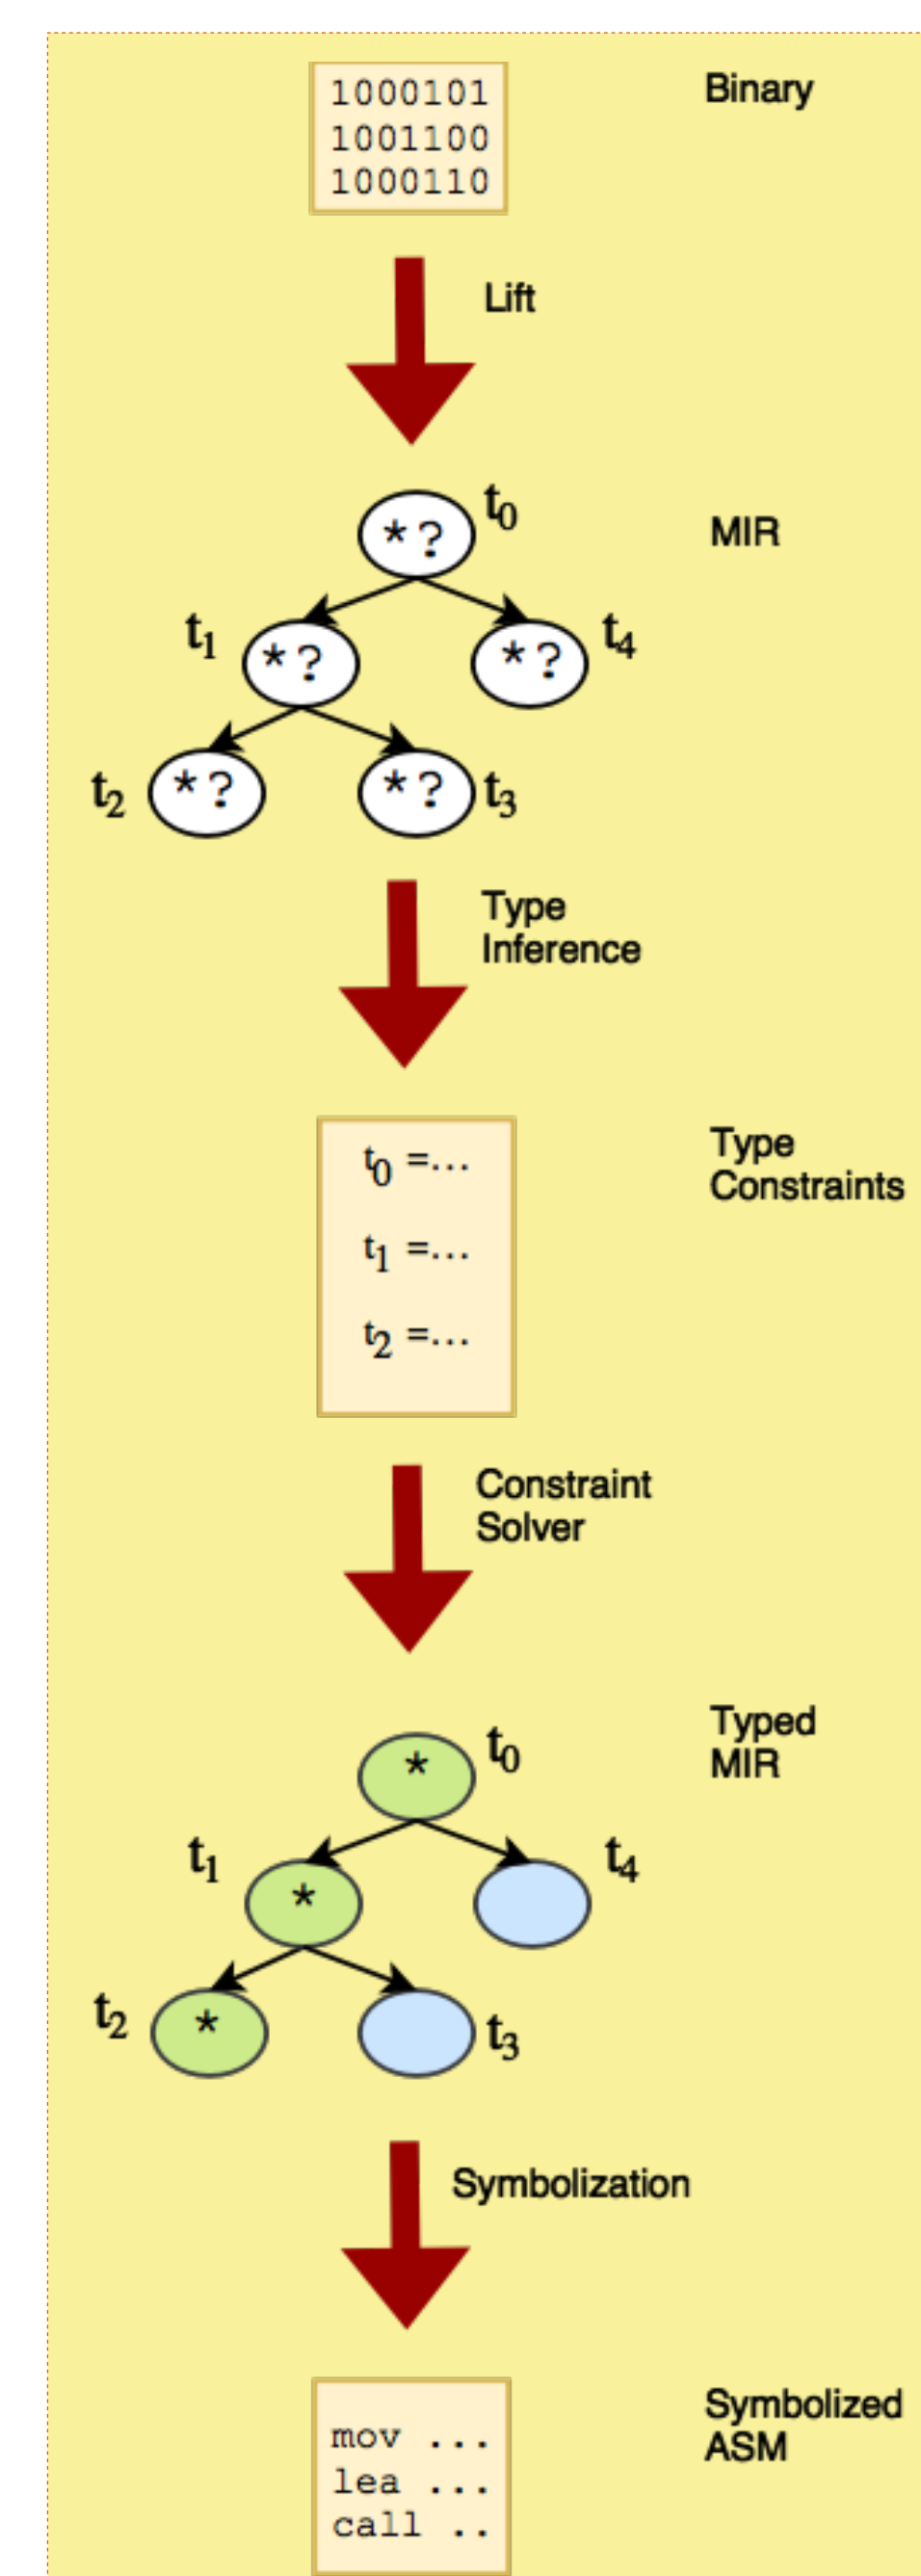 1000101
1001100
1000110
Binary
Lift
t0
*?
MIR
t1
*?
*?
t4
t2
*?
*?
t3
Type
Inference
t0 =...
t1 =...
t2 =...
Type
Constraints
Constraint
Solver
Typed
MIR
t0
*
t1
*
t4
t2
*
t3
Symbolization
mov ...
lea ...
call ..
Symbolized
ASM